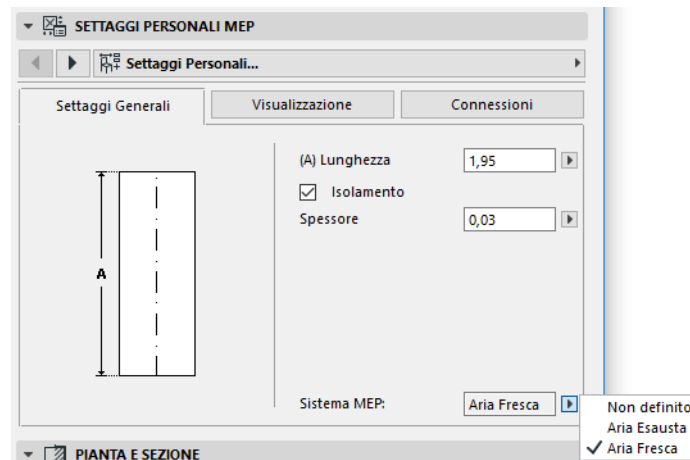 SETTAGGI PERSONALI MEP
Settaggi Personali...
Settaggi Generali
Visualizzazione
Connessioni
(A) Lunghezza 1,95
Isolamento
Spessore 0,03
A
Sistema MEP: Aria Fresca
Non definito
Aria Esausta
Aria Fresca
PIANTA E SEZIONE